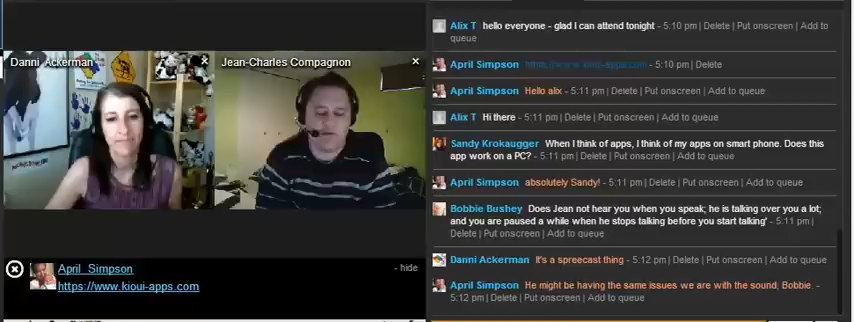 Danni Ackerman
Jean-Charles Compagnon
April Simpson
- hide
https://www.kioui-apps.com
Alix T hello everyone - glad I can attend tonight - 5:10 pm | Delete | Put onscreen | Add to
queue
April Simpson https://www.kioui-apps.com - 5:10 pm | Delete
April Simpson Hello alix - 5:11 pm | Delete | Put onscreen | Add to queue
Alix T Hi there - 5:11 pm | Delete | Put onscreen | Add to queue
Sandy Krokaugger When I think of apps, I think of my apps on smart phone. Does this
app work on a PC? - 5:11 pm | Delete | Put onscreen | Add to queue
April Simpson absolutely Sandy! - 5:11 pm | Delete | Put onscreen | Add to queue
Bobbie Bushey Does Jean not hear you when you speak; he is talking over you a lot;
and you are paused a while when he stops talking before you start talking' - 5:11 pm |
Delete | Put onscreen | Add to queue
Danni Ackerman It's a spreecast thing - 5:12 pm | Delete | Put onscreen | Add to queue
April Simpson He might be having the same issues we are with the sound, Bobbie. -
5:12 pm | Delete | Put onscreen | Add to queue